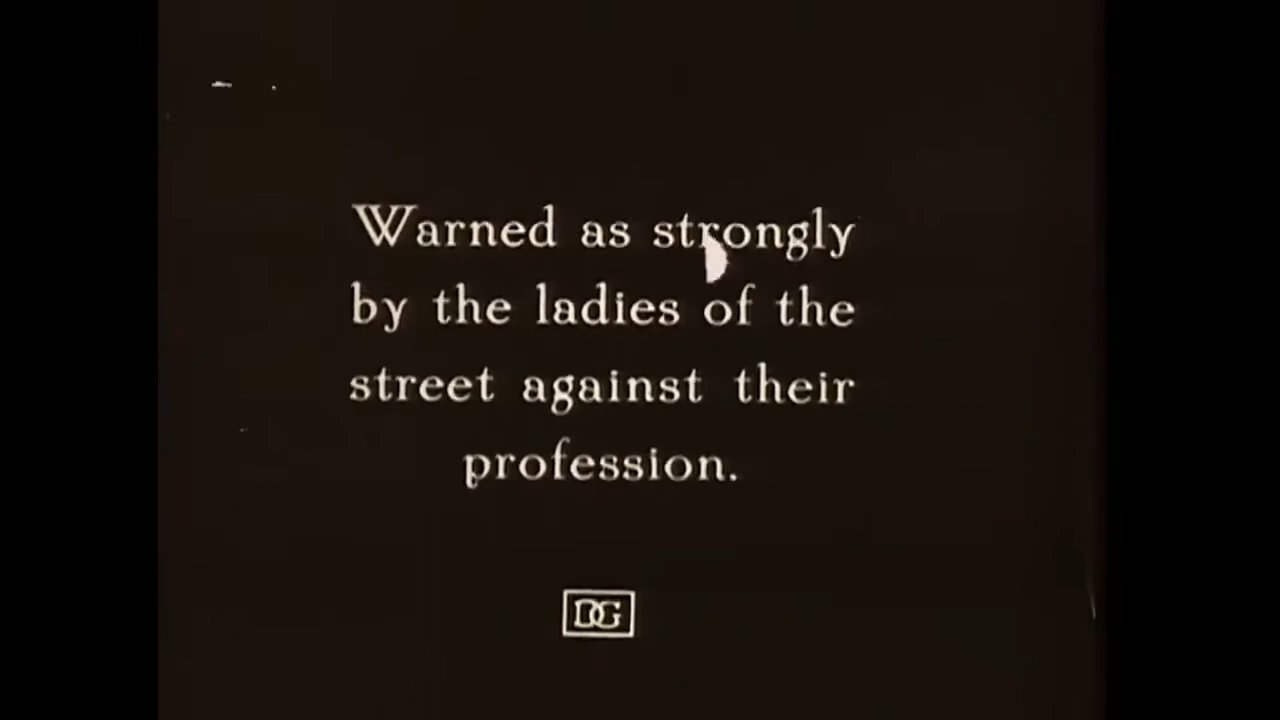 Warned as strongly
by the ladies of the
street against their
profession.
DG